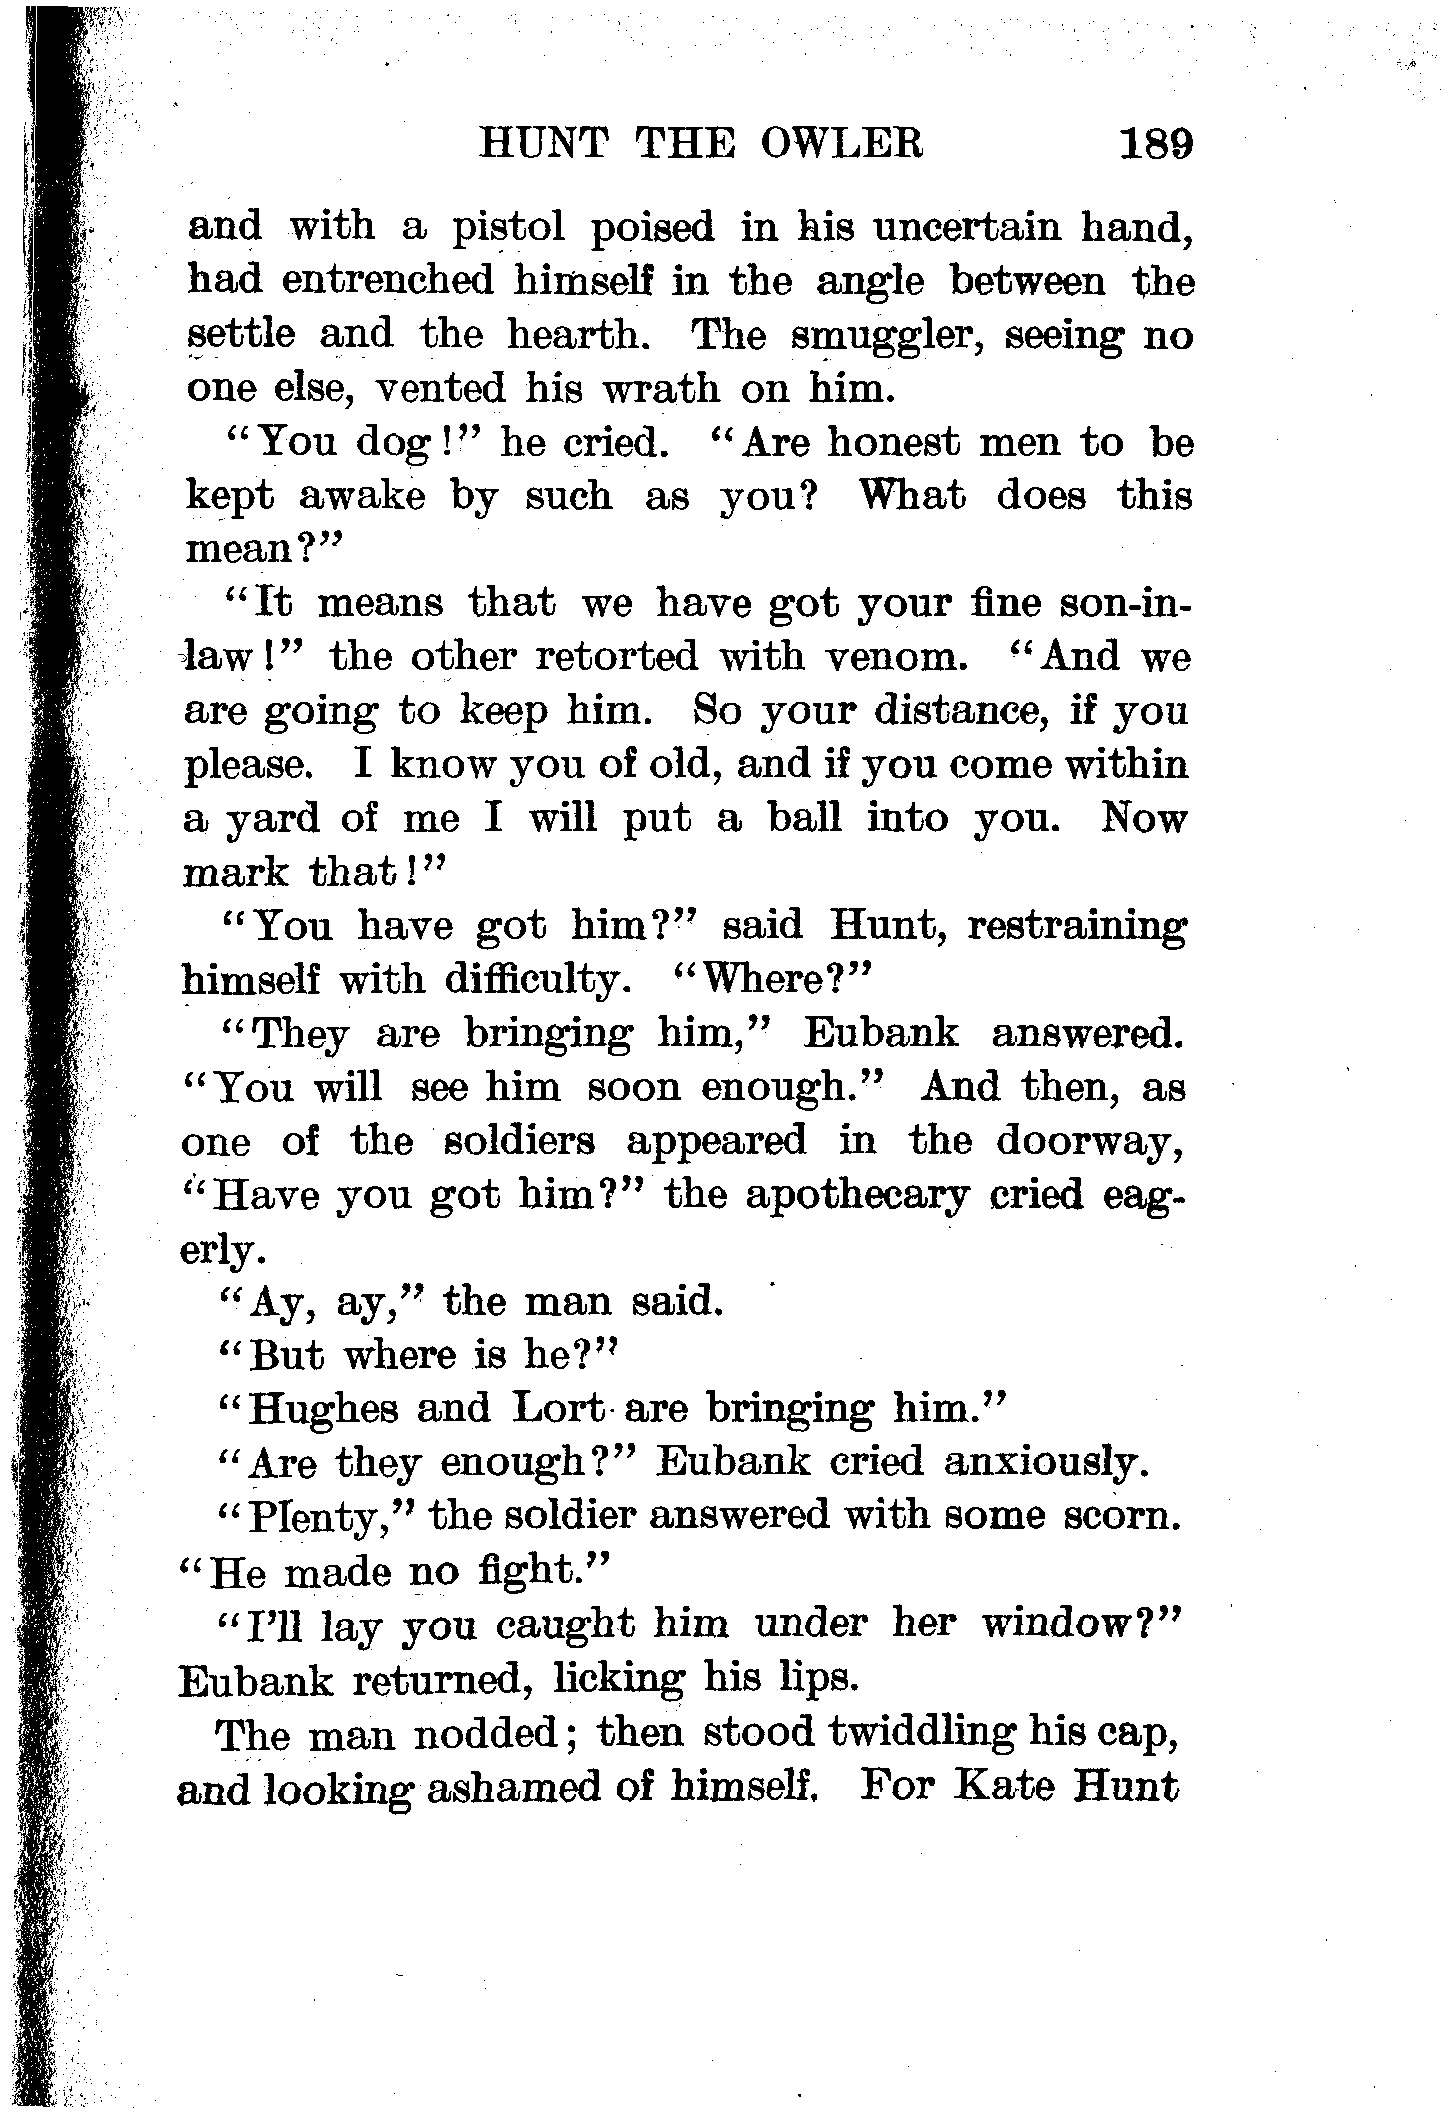 HUNT THE OWLER 189
and with a pistol poised in his uncertain hand,
had entrenched himself in the angle between the
settle and the hearth. The smuggler, seeing no
one else, vented his wrath on him.
"You dog!" he cried. "Are honest men to be
kept awake by such as you? What does this
mean?"
"It means that we have got your fine son-in-
law!" the other retorted with venom. "And we
are going to keep him. So your distance, if you
please. I know you of old, and if you come within
a yard of me I will put a ball into you. Now
mark that!"
"You have got him?" said Hunt, restraining
himself with difficulty. "Where?"
"They are bringing him," Eubank answered.
"You will see him soon enough." And then, as
one of the soldiers appeared in the doorway,
"Have you got him?" the apothecary cried eag-
erly.
"Ay, ay," the man said.
"But where is he?"
"Hughes and Lort are bringing him."
"Are they enough?" Eubank cried anxiously.
"Plenty," the soldier answered with some scorn.
"He made no fight."
"I'll lay you caught him under her window?"
Eubank returned, licking his lips.
The man nodded; then stood twiddling his cap,
and looking ashamed of himself. For Kate Hunt